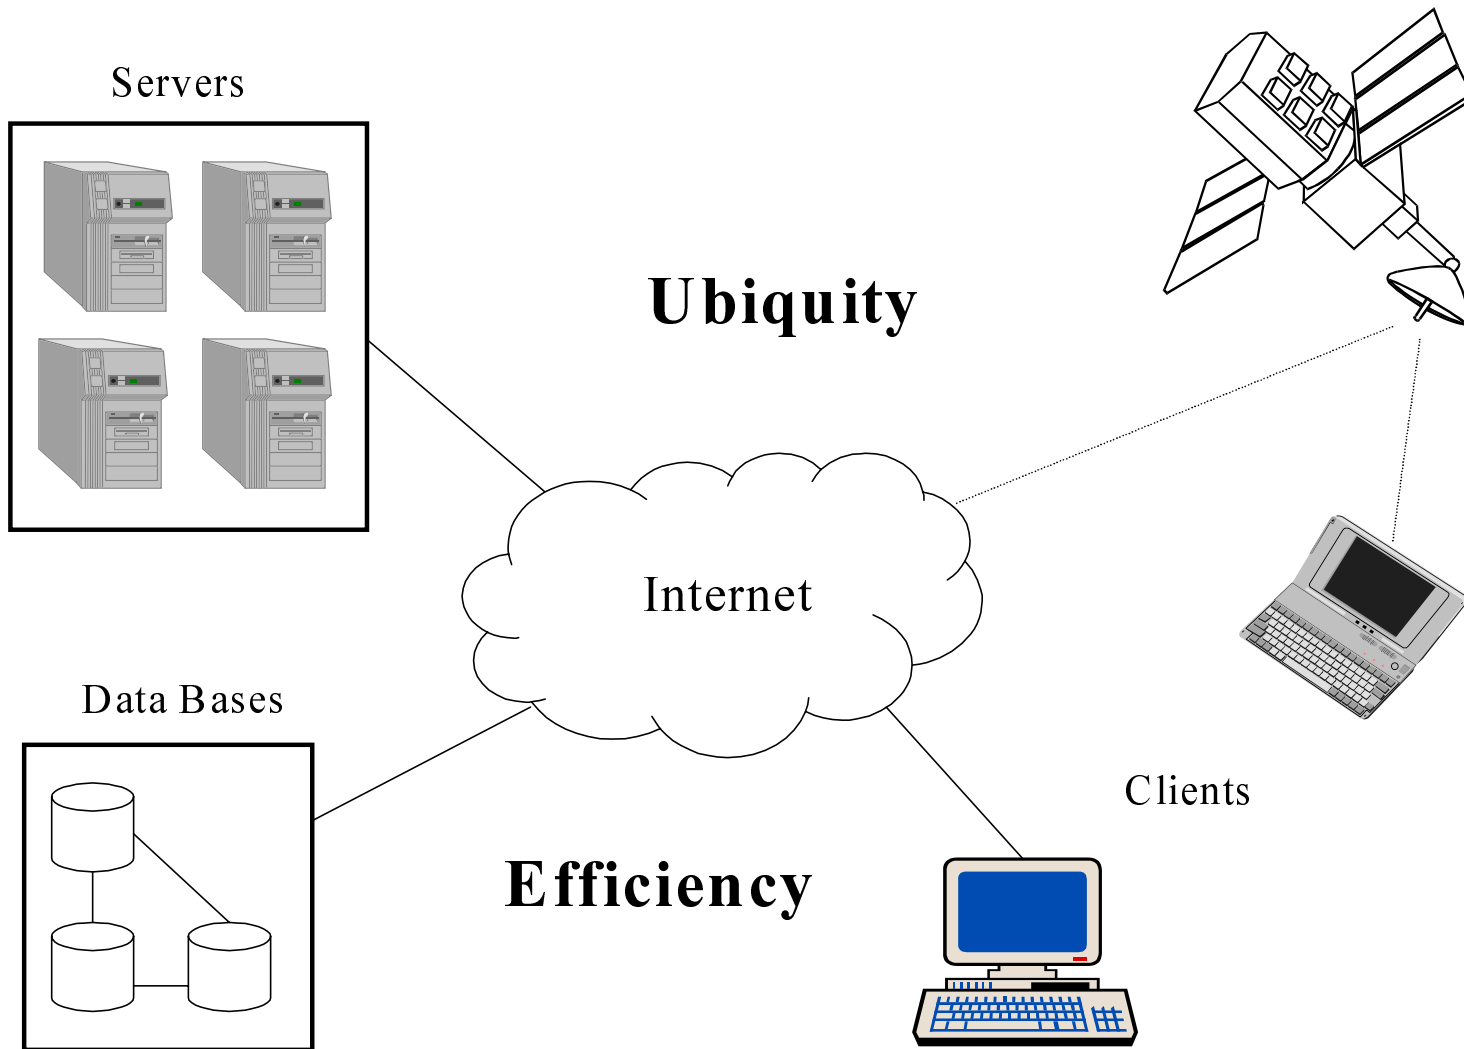 Servers
Ubiquity
Internet
Data Bases
Clients
Efficiency